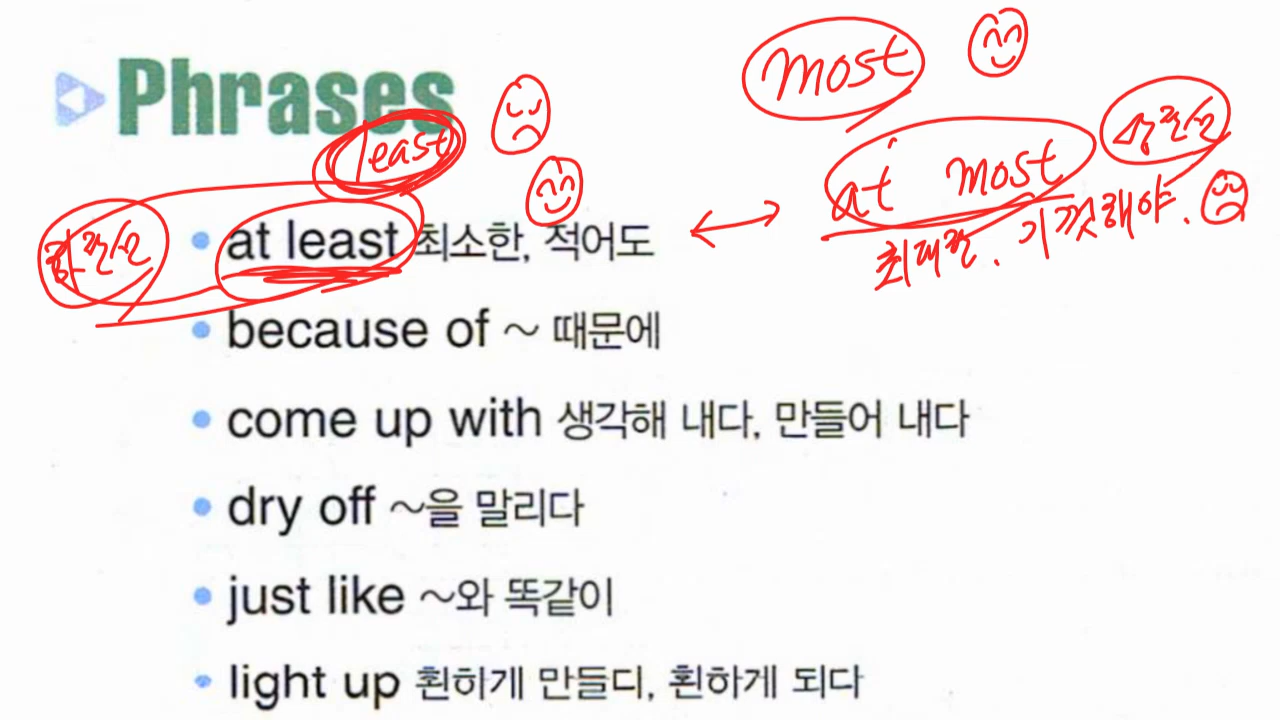 most
Phrases
least
at most 상한선
하한선
at least 최소한, 적어도
최대로. 기껏해야.
because of ~ 때문에
come up with 생각해 내다, 만들어 내다
dry off ~을 말리다
just like ~와 똑같이
light up 훤하게 만들디, 훤하게 되다